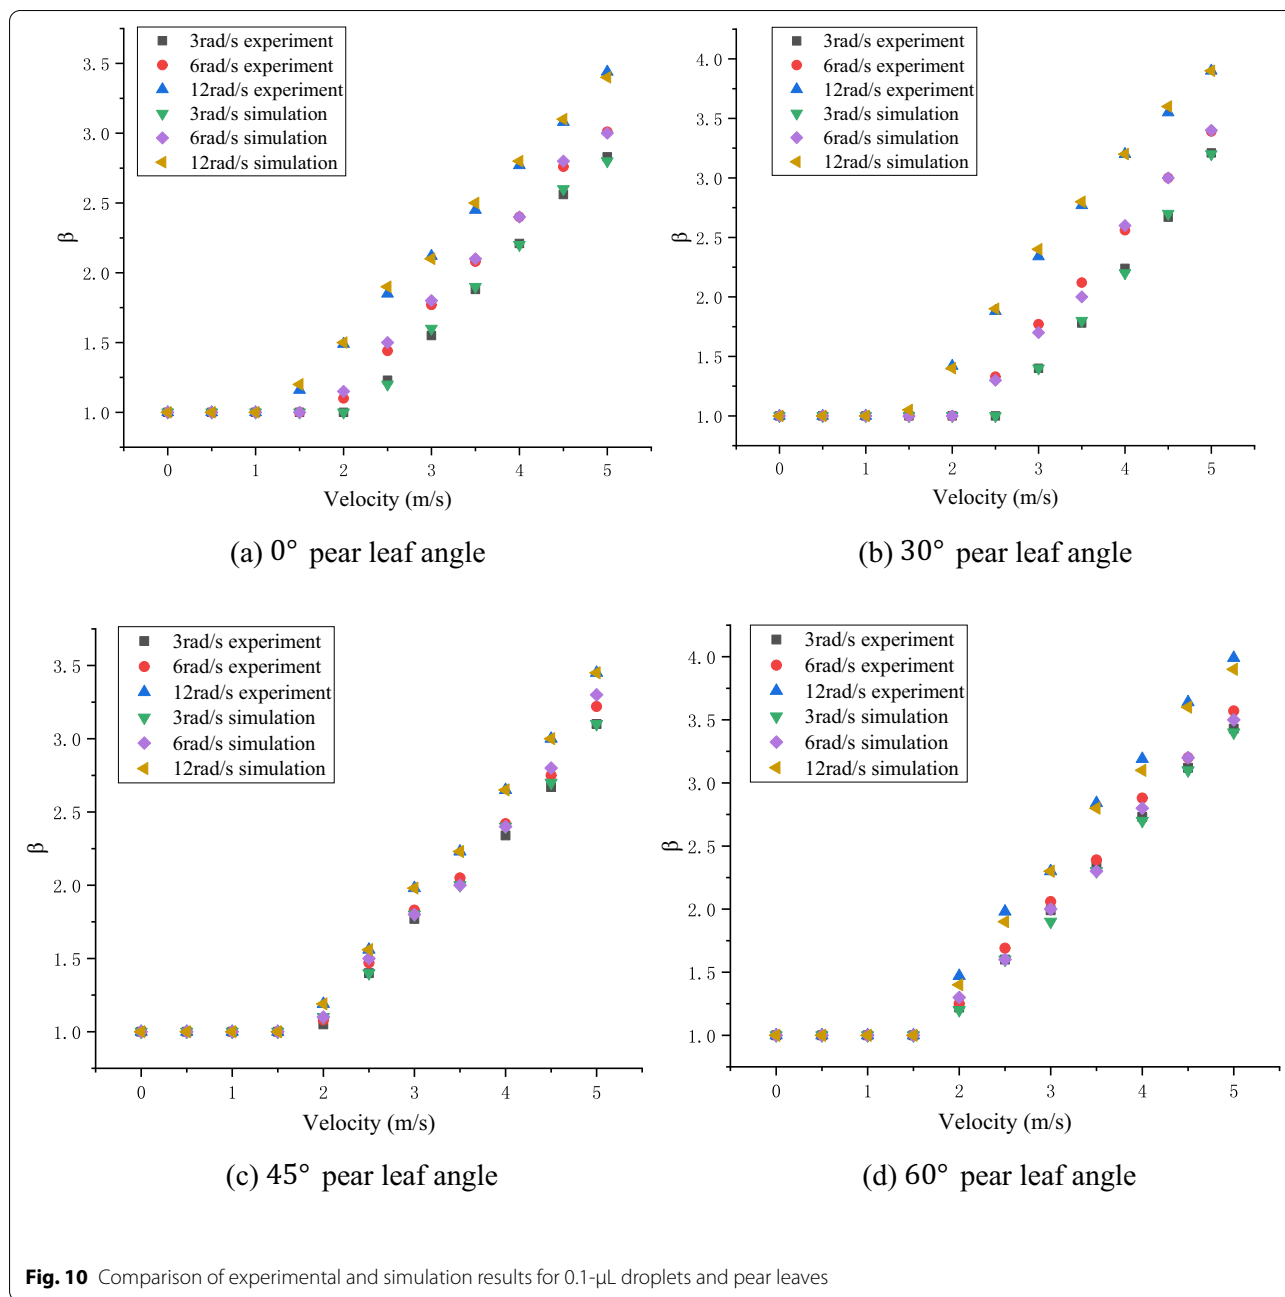 3rad/s experiment
6rad/s experiment
12rad/s experiment
3rad/s simulation
6rad/s simulation
12rad/s simulation
3.5
3.0
2.5
2.0
1.5
1.0
β
0 1 2 3 4 5
Velocity (m/s)
(a) 0° pear leaf angle
3rad/s experiment
6rad/s experiment
12rad/s experiment
3rad/s simulation
6rad/s simulation
12rad/s simulation
4.0
3.5
3.0
2.5
2.0
1.5
1.0
β
0 1 2 3 4 5
Velocity (m/s)
(b) 30° pear leaf angle
3rad/s experiment
6rad/s experiment
12rad/s experiment
3rad/s simulation
6rad/s simulation
12rad/s simulation
3.5
3.0
2.5
2.0
1.5
1.0
β
0 1 2 3 4 5
Velocity (m/s)
(c) 45° pear leaf angle
3rad/s experiment
6rad/s experiment
12rad/s experiment
3rad/s simulation
6rad/s simulation
12rad/s simulation
4.0
3.5
3.0
2.5
2.0
1.5
1.0
β
0 1 2 3 4 5
Velocity (m/s)
(d) 60° pear leaf angle
Fig. 10 Comparison of experimental and simulation results for 0.1-μL droplets and pear leaves